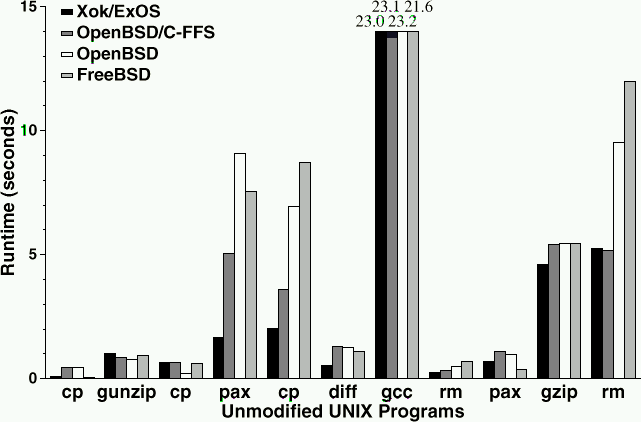 23.1 21.6
23.0 23.2
15
Xok/ExOS
OpenBSD/C-FFS
OpenBSD
FreeBSD
10
Runtime (seconds)
5
0
cp gunzip cp pax cp diff gcc rm pax gzip rm
Unmodified UNIX Programs